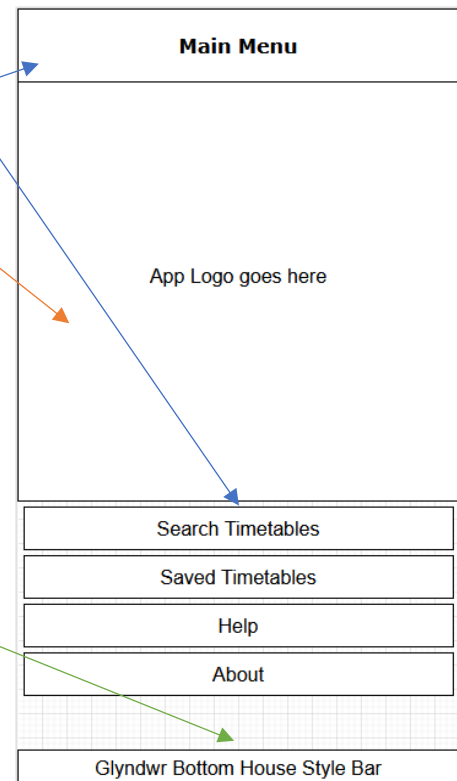 Main Menu
App Logo goes here
Search Timetables
Saved Timetables
Help
About
Glyndwr Bottom House Style Bar